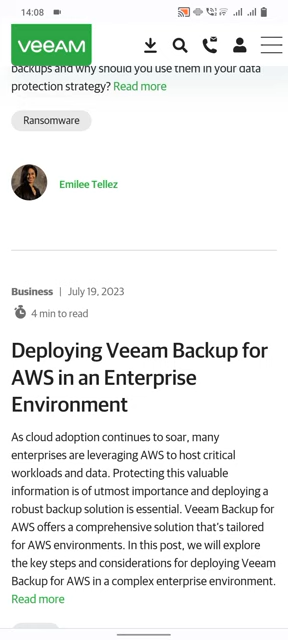 14:08
VEEAM
backups and why should you use them in your data
protection strategy? Read more
Ransomware
Emilee Tellez
Business | July 19, 2023
4 min to read
Deploying Veeam Backup for
AWS in an Enterprise
Environment
As cloud adoption continues to soar, many
enterprises are leveraging AWS to host critical
workloads and data. Protecting this valuable
information is of utmost importance and deploying a
robust backup solution is essential. Veeam Backup for
AWS offers a comprehensive solution that's tailored
for AWS environments. In this post, we will explore
the key steps and considerations for deploying Veeam
Backup for AWS in a complex enterprise environment.
Read more